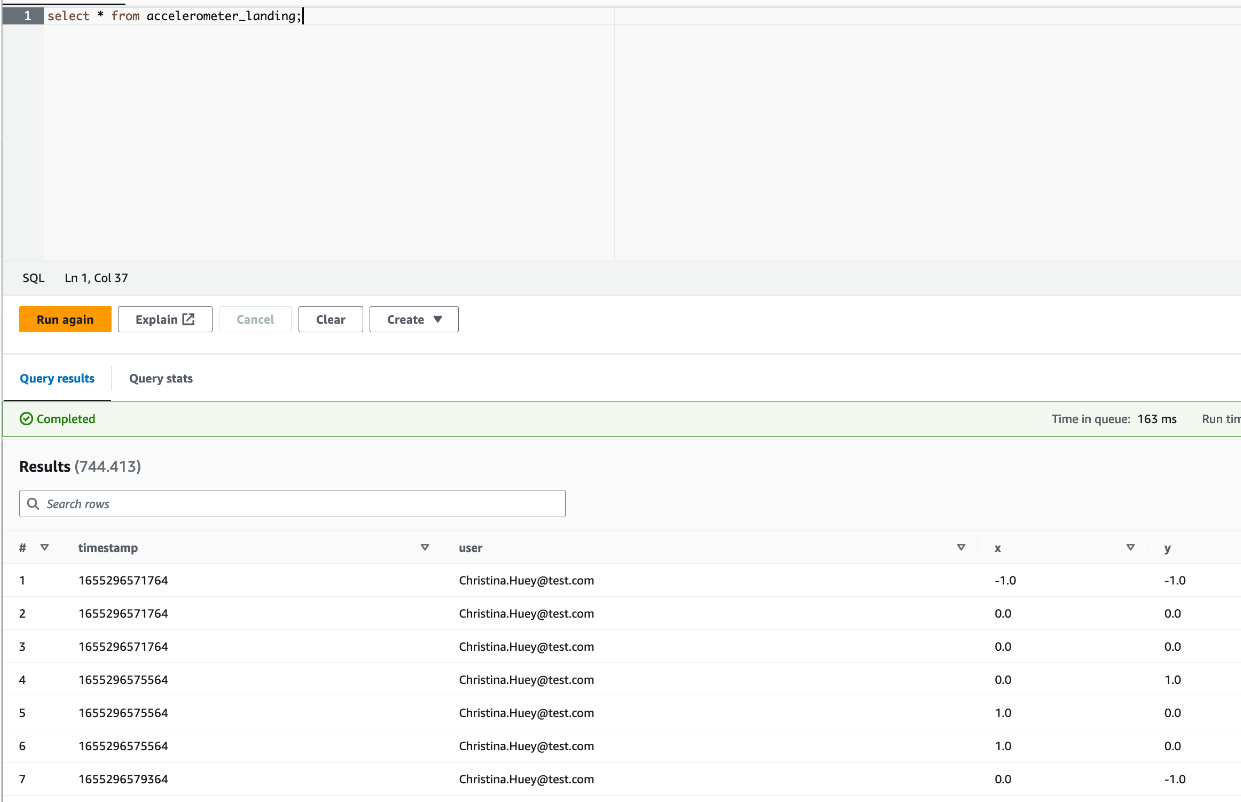 1 select * from accelerometer_landing;
SQL Ln 1, Col 37
Run again Explain Cancel Clear Create
Query results Query stats
Completed Time in queue: 163 ms Run
Results (744.413)
Search rows
# timestamp user x y
1 1655296571764 Christina.Huey@test.com -1.0 -1.0
2 1655296571764 Christina.Huey@test.com 0.0 0.0
3 1655296571764 Christina.Huey@test.com 0.0 0.0
4 1655296575564 Christina.Huey@test.com 0.0 1.0
5 1655296575564 Christina.Huey@test.com 1.0 0.0
6 1655296575564 Christina.Huey@test.com 1.0 0.0
7 1655296579364 Christina.Huey@test.com 0.0 -1.0